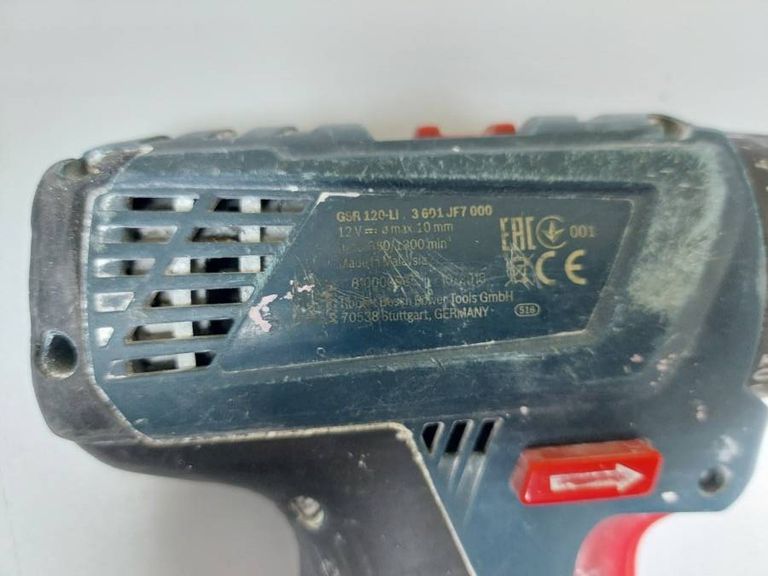 GSR 120-LI 3 601 JF7 000
12 V max 10 mm
min⁻¹
Made in Malaysia
Robert Bosch Power Tools GmbH
70538 Stuttgart, GERMANY
EAC
001
CE
516